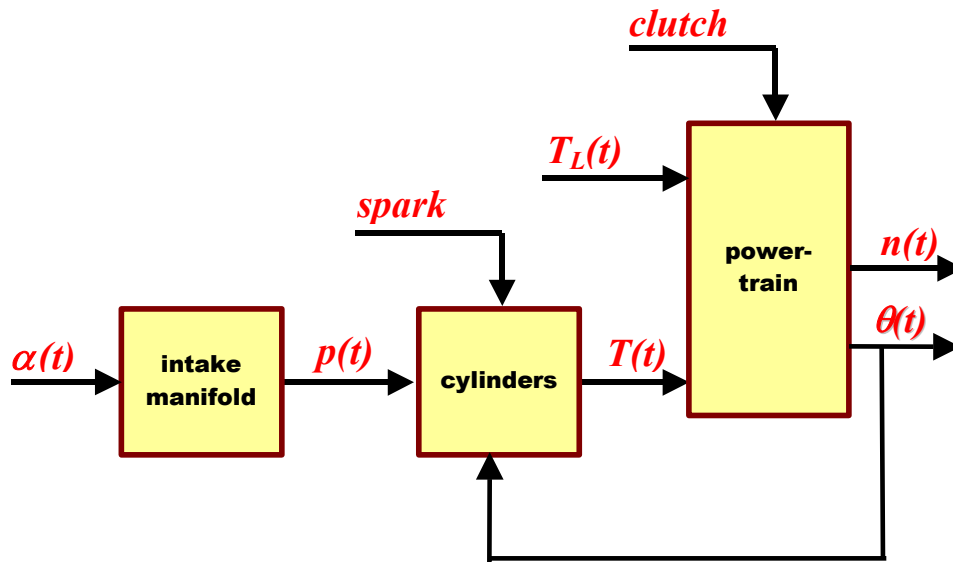 clutch
T_L(t)
spark
power-
train
n(t)
θ(t)
α(t)
intake
manifold
p(t)
cylinders
T(t)